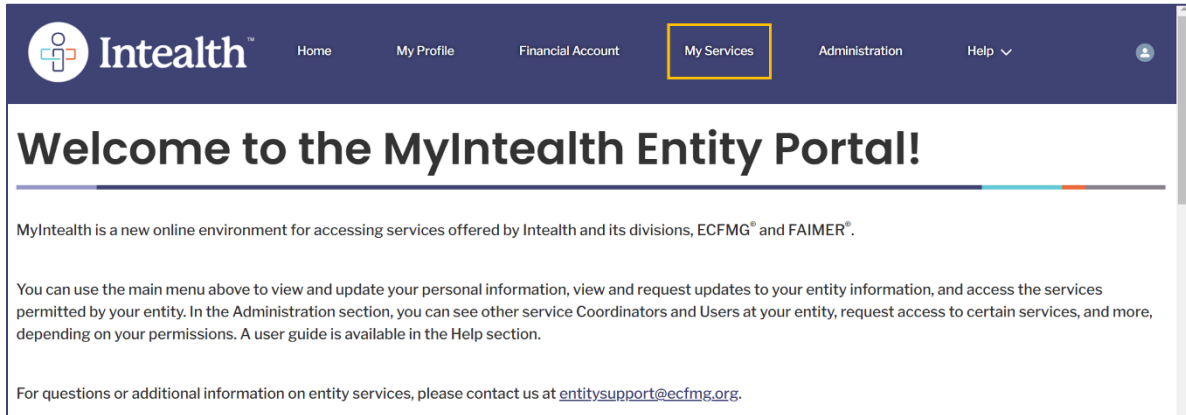 Intealth™ Home My Profile Financial Account My Services Administration Help
Welcome to the MyIntealth Entity Portal!
MyIntealth is a new online environment for accessing services offered by Intealth and its divisions, ECFMG® and FAIMER®.
You can use the main menu above to view and update your personal information, view and request updates to your entity information, and access the services
permitted by your entity. In the Administration section, you can see other service Coordinators and Users at your entity, request access to certain services, and more,
depending on your permissions. A user guide is available in the Help section.
For questions or additional information on entity services, please contact us at entitysupport@ecfmg.org.